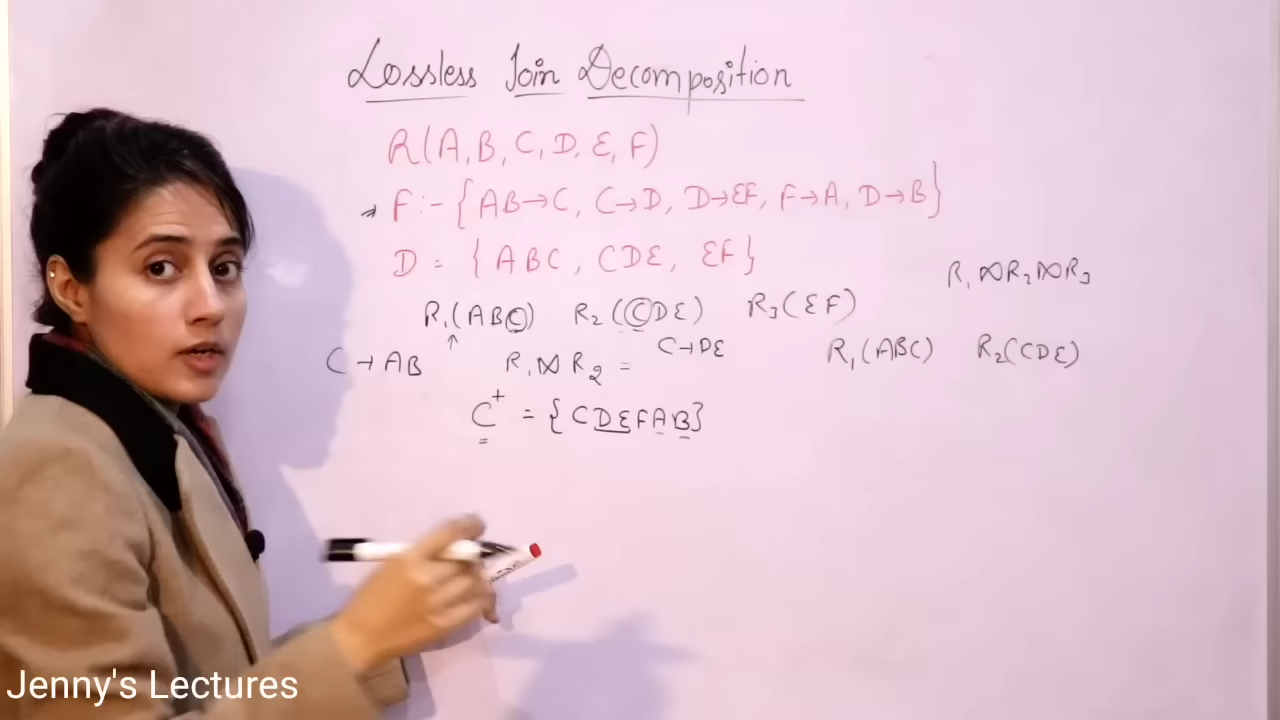 Lossless Join Decomposition
R(A, B, C, D, E, F)
→ F:- {AB→C, C→D, D→EF, F→A, D→B}
D = {ABC, CDE, EF}
R₁⋈R₂⋈R₃
R₁(ABC) R₂(CDE) R₃(EF)
C→AB R₁⋈R₂ = C→DE R₁(ABC) R₂(CDE)
C⁺ = {CDEFAB}
Jenny's Lectures